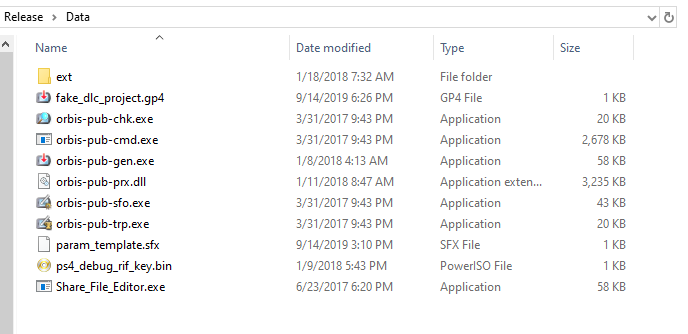 Release > Data
Name Date modified Type Size
ext 1/18/2018 7:32 AM File folder
fake_dlc_project.gp4 9/14/2019 6:26 PM GP4 File 1 KB
orbis-pub-chk.exe 3/31/2017 9:43 PM Application 20 KB
orbis-pub-cmd.exe 3/31/2017 9:43 PM Application 2,678 KB
orbis-pub-gen.exe 1/8/2018 4:13 AM Application 58 KB
orbis-pub-prx.dll 1/11/2018 8:47 AM Application exten... 3,235 KB
orbis-pub-sfo.exe 3/31/2017 9:43 PM Application 43 KB
orbis-pub-trp.exe 3/31/2017 9:43 PM Application 20 KB
param_template.sfx 9/14/2019 3:10 PM SFX File 1 KB
ps4_debug_rif_key.bin 1/9/2018 5:43 PM PowerISO File 1 KB
Share_File_Editor.exe 6/23/2017 6:20 PM Application 58 KB